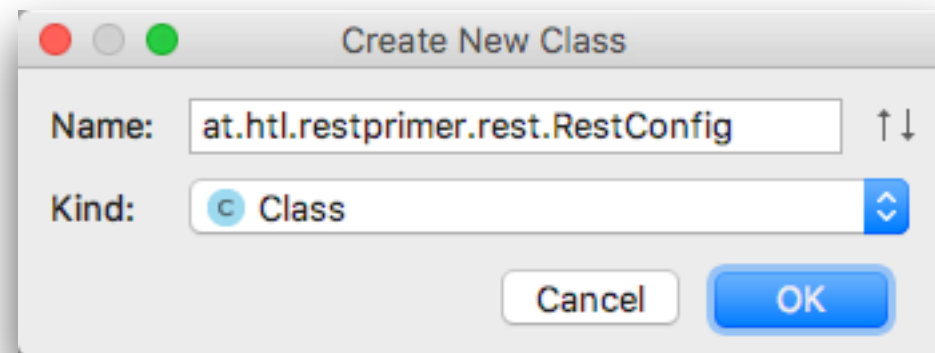 Create New Class
Name: at.htl.restprimer.rest.RestConfig ↑↓
Kind: C Class
Cancel OK